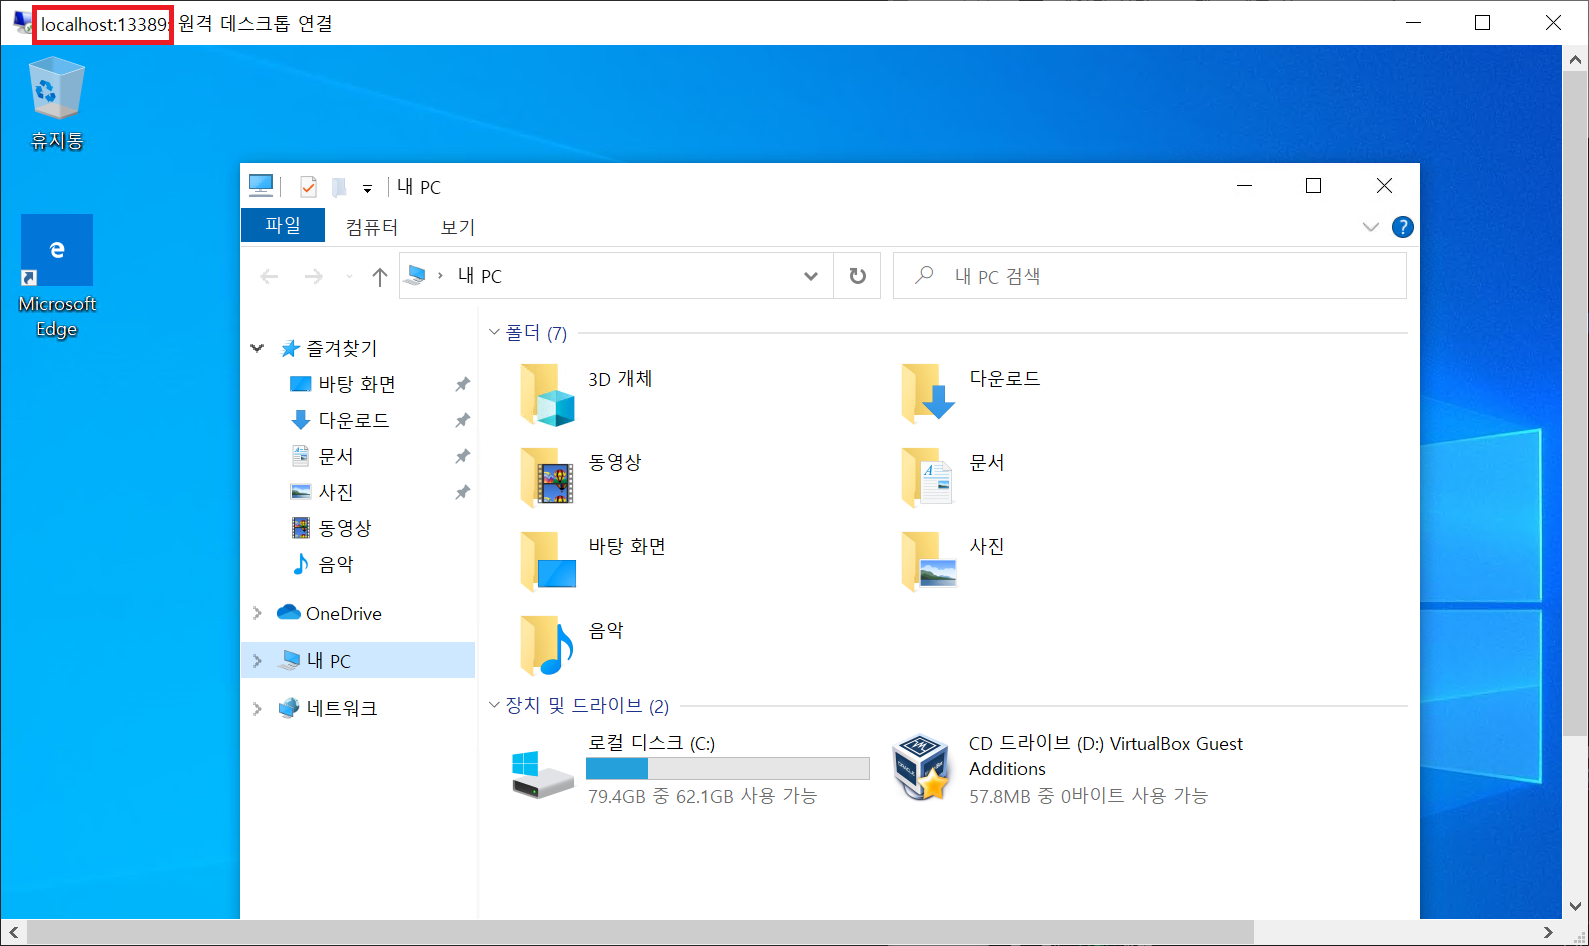 localhost:13389: 원격 데스크톱 연결
휴지통
Microsoft
Edge
내 PC
파일
컴퓨터
보기
내 PC
내 PC 검색
즐겨찾기
바탕 화면
다운로드
문서
사진
동영상
음악
OneDrive
내 PC
네트워크
폴더 (7)
3D 개체
다운로드
동영상
문서
바탕 화면
사진
음악
장치 및 드라이브 (2)
로컬 디스크 (C:)
79.4GB 중 62.1GB 사용 가능
CD 드라이브 (D:) VirtualBox Guest
Additions
57.8MB 중 0바이트 사용 가능